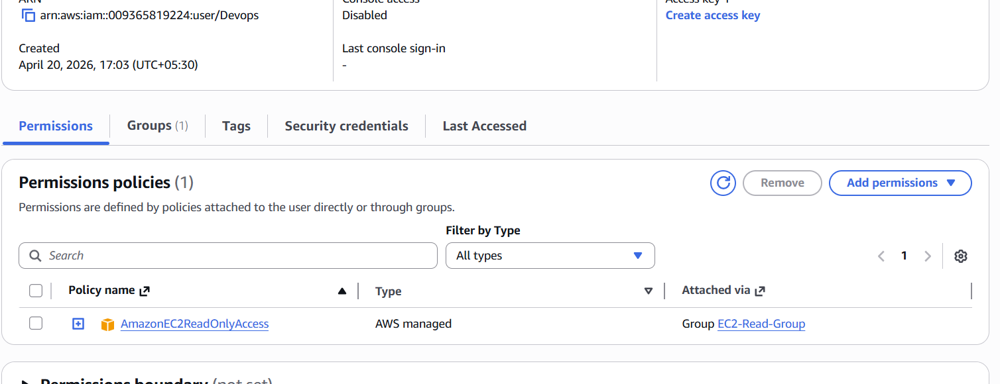 ARN
arn:aws:iam::009365819224:user/Devops
Console access
Disabled
Access key 1
Create access key
Created
April 20, 2026, 17:03 (UTC+05:30)
Last console sign-in
-
Permissions
Groups (1)
Tags
Security credentials
Last Accessed
Permissions policies (1)
Remove
Add permissions
Permissions are defined by policies attached to the user directly or through groups.
Filter by Type
Search
All types
1
Policy name
Type
Attached via
AmazonEC2ReadOnlyAccess
AWS managed
Group EC2-Read-Group
Permissions boundary (not set)